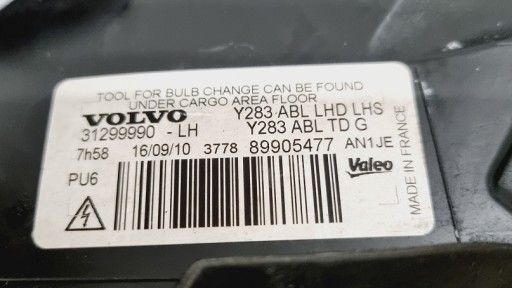 TOOL FOR BULB CHANGE CAN BE FOUND
UNDER CARGO AREA FLOOR
VOLVO Y283 ABL LHD LHS
31299990 - LH Y283 ABL TD G
7h58 16/09/10 3778 89905477 AN1JE
PU6
Valeo
MADE IN FRANCE